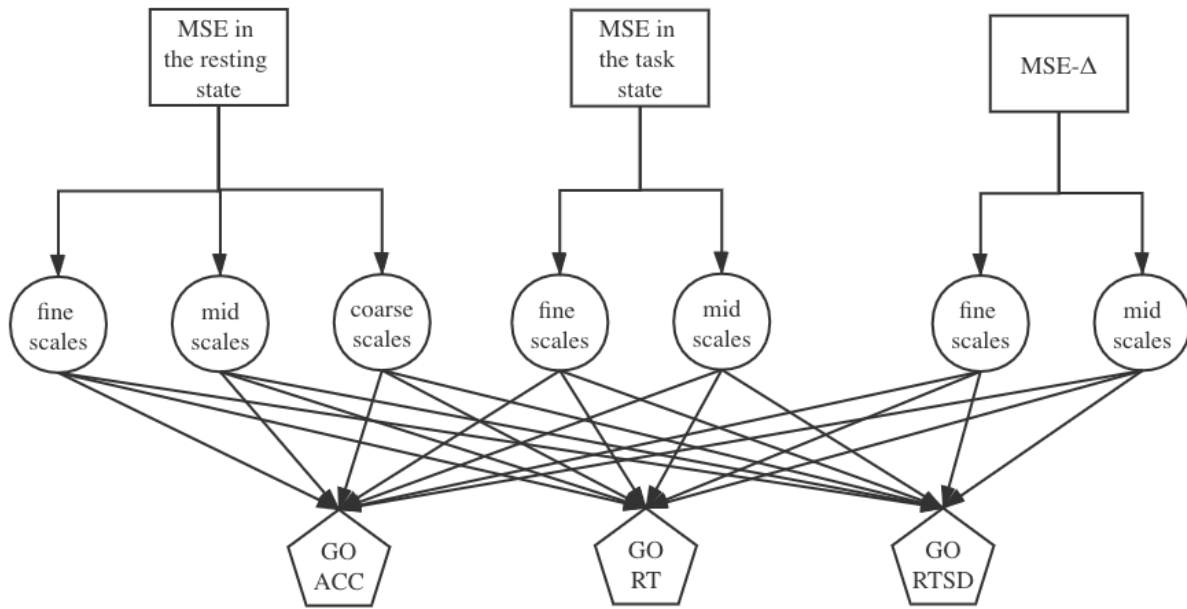 MSE in
the resting
state
MSE in
the task
state
MSE-Δ
fine
scales
mid
scales
coarse
scales
fine
scales
mid
scales
fine
scales
mid
scales
GO
ACC
GO
RT
GO
RTSD